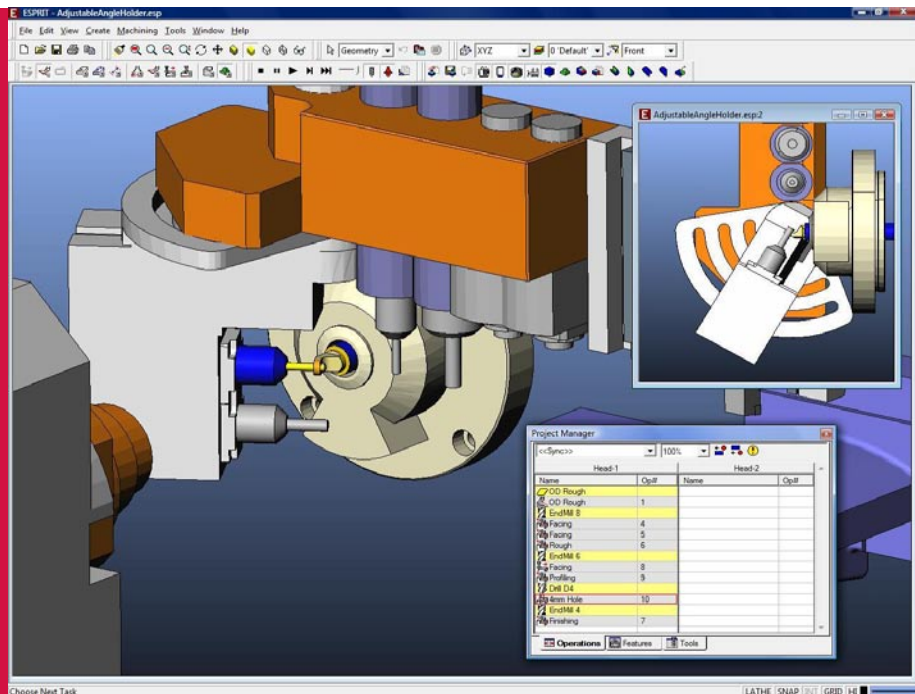 ESPRIT - AdjustableAngleHolder.esp
File Edit View Create Machining Tools Window Help
Geometry XYZ 0 'Default' Front
AdjustableAngleHolder.esp:2
Project Manager
<<Sync>> 100%
Head-1 Head-2
Name Op# Name Op#
OD Rough
OD Rough 1
EndMill 8
Facing 4
Facing 5
Rough 6
EndMill 6
Facing 8
Profiling 9
Drill D4
4mm Hole 10
EndMill 4
Finishing 7
Operations Features Tools
Choose Next Task LATHE SNAP INT GRID HI